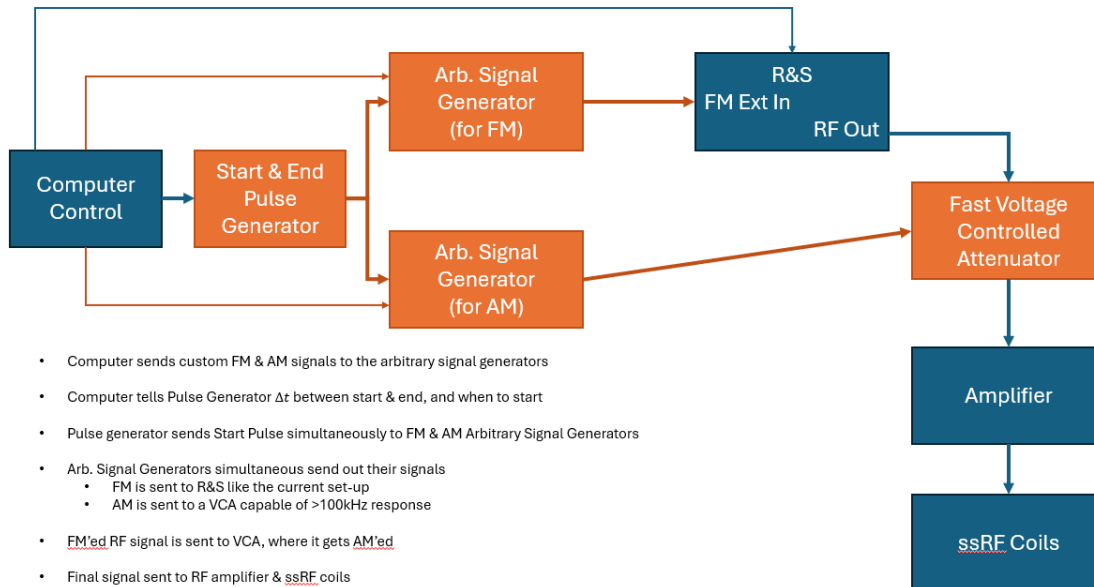 Arb. Signal
Generator
(for FM)
R&S
FM Ext In
RF Out
Computer
Control
Start & End
Pulse
Generator
Fast Voltage
Controlled
Attenuator
Arb. Signal
Generator
(for AM)
• Computer sends custom FM & AM signals to the arbitrary signal generators
• Computer tells Pulse Generator Δt between start & end, and when to start
• Pulse generator sends Start Pulse simultaneously to FM & AM Arbitrary Signal Generators
• Arb. Signal Generators simultaneous send out their signals
• FM is sent to R&S like the current set-up
• AM is sent to a VCA capable of >100kHz response
• FM'ed RF signal is sent to VCA, where it gets AM'ed
• Final signal sent to RF amplifier & ssRF coils
Amplifier
ssRF Coils